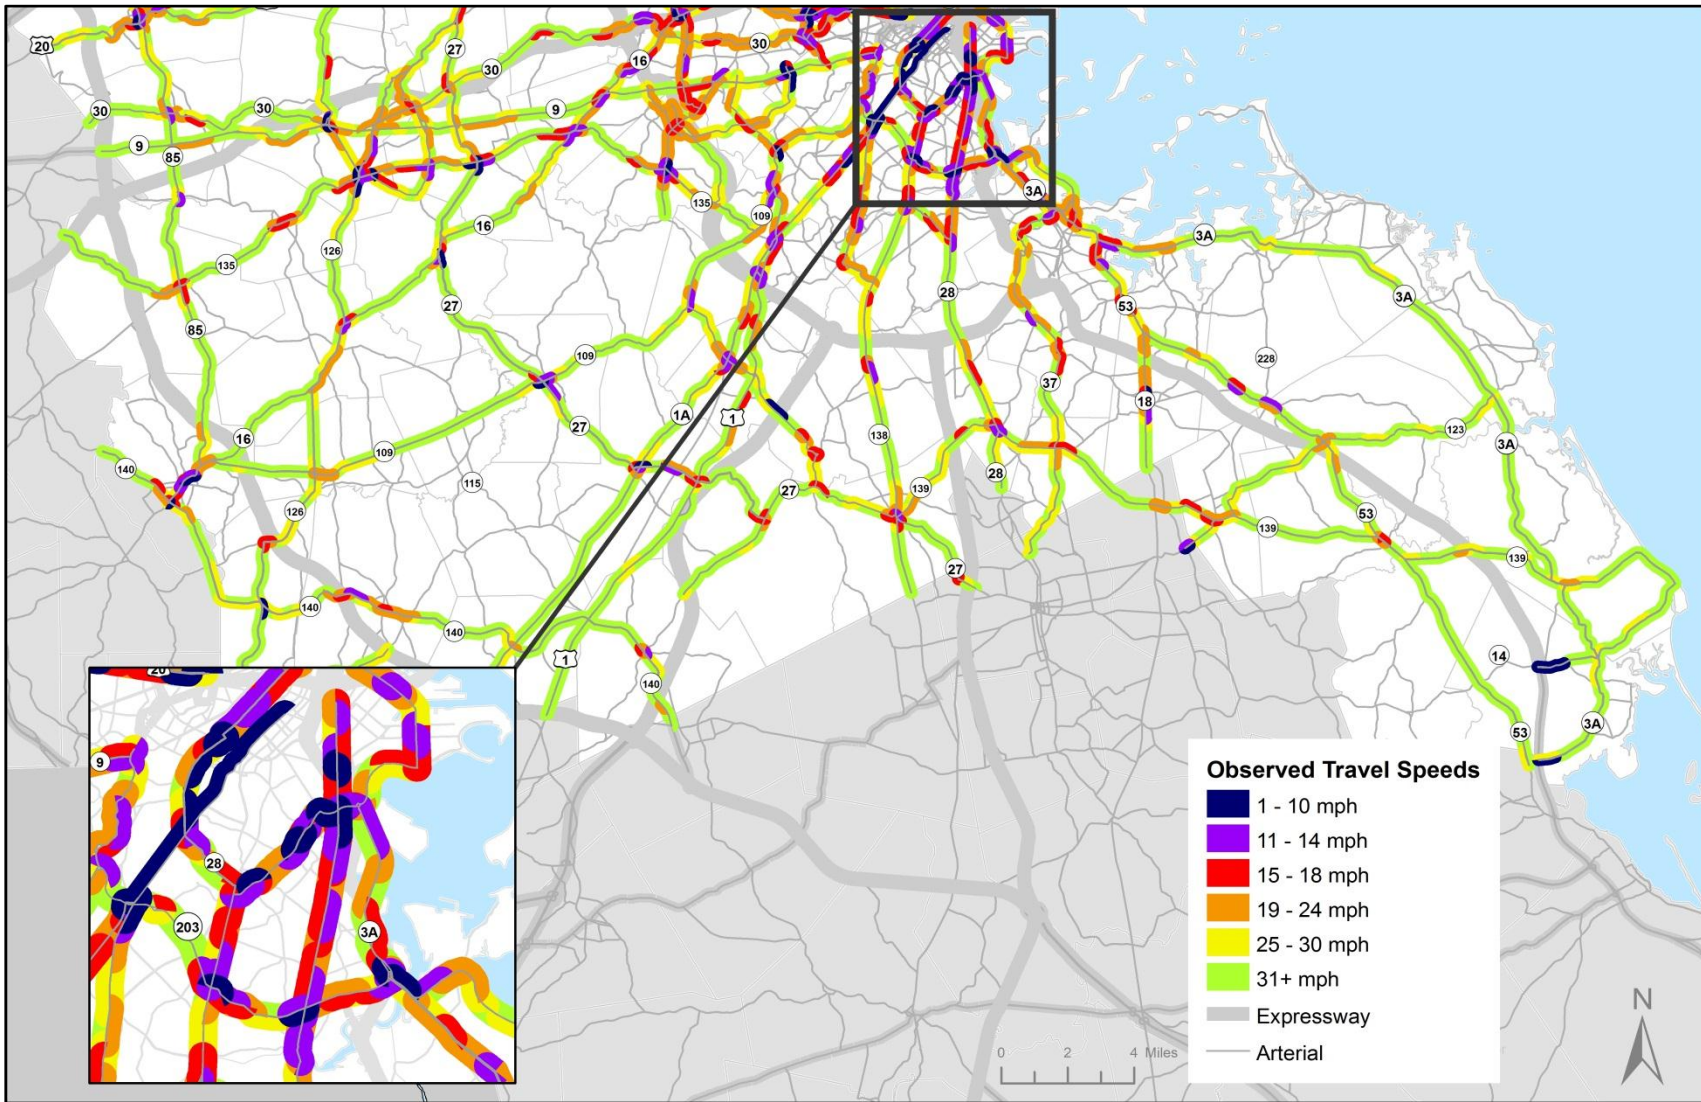 20
27
30
16
30
30
30
9
30
9
85
3A
135
109
16
3A
126
135
27
28
3A
53
85
109
228
37
1A
18
1
27
16
138
123
3A
109
140
28
115
27
139
126
53
139
139
27
140
140
14
1
20
140
3A
53
9
28
203
3A
Observed Travel Speeds
1 - 10 mph
11 - 14 mph
15 - 18 mph
19 - 24 mph
25 - 30 mph
31+ mph
Expressway
Arterial
0 2 4 Miles
N